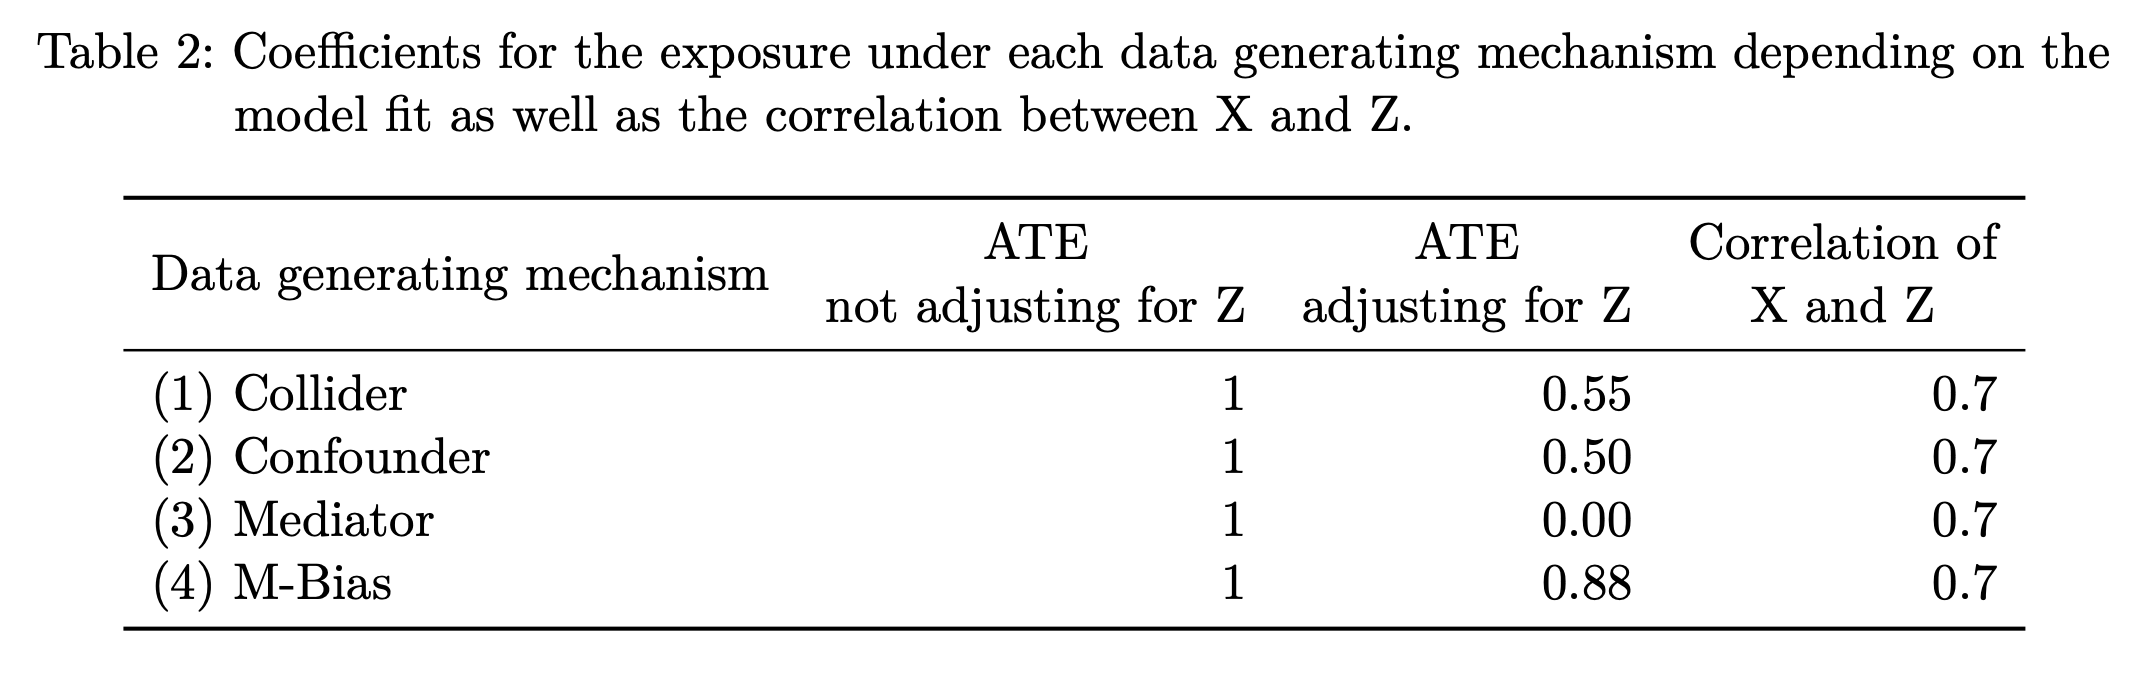 Table 2: Coefficients for the exposure under each data generating mechanism depending on the
model fit as well as the correlation between X and Z.
Data generating mechanism ATE not adjusting for Z ATE adjusting for Z Correlation of X and Z
(1) Collider 1 0.55 0.7
(2) Confounder 1 0.50 0.7
(3) Mediator 1 0.00 0.7
(4) M-Bias 1 0.88 0.7